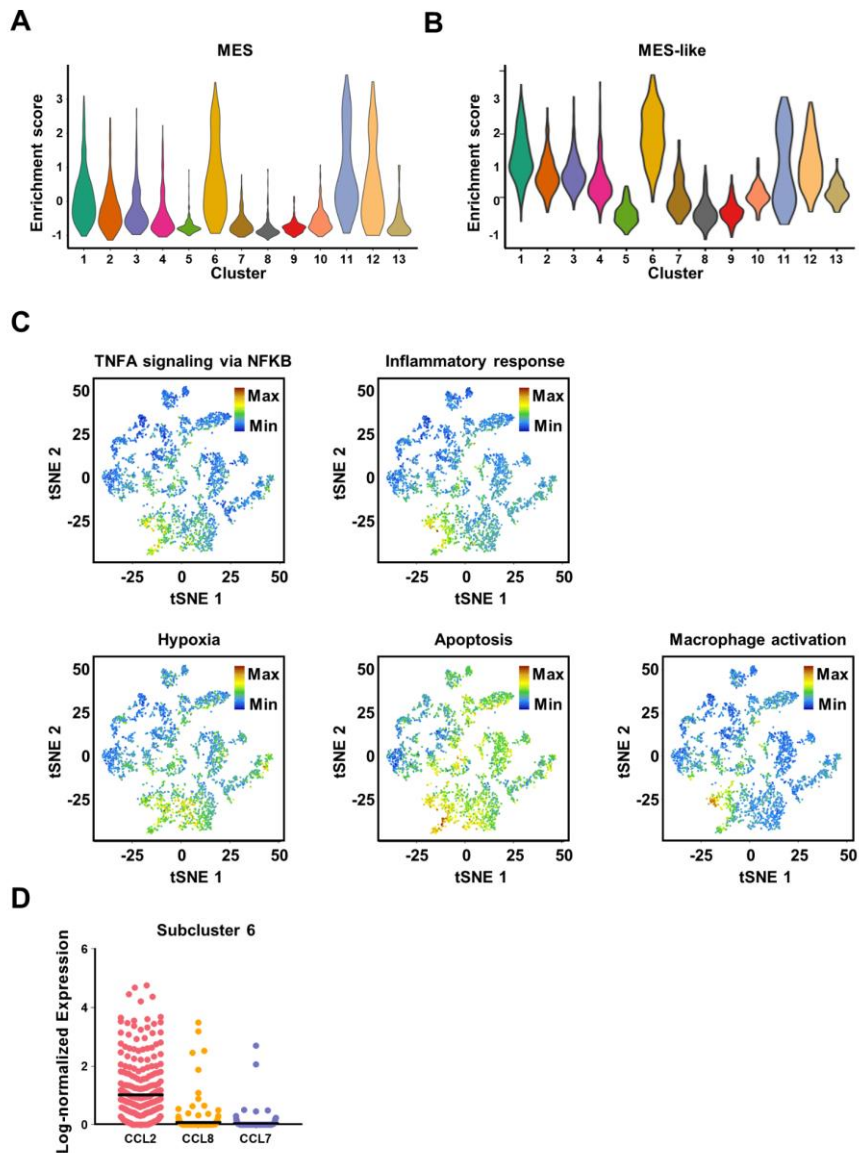 A
MES
Enrichment score
3
2
1
0
-1
1 2 3 4 5 6 7 8 9 10 11 12 13
Cluster
B
MES-like
Enrichment score
3
2
1
0
-1
1 2 3 4 5 6 7 8 9 10 11 12 13
Cluster
C
TNFA signaling via NFKB
Max
Min
tSNE 2
50
25
0
-25
-25 0 25 50
tSNE 1
Inflammatory response
Max
Min
tSNE 2
50
25
0
-25
-25 0 25 50
tSNE 1
Hypoxia
Max
Min
tSNE 2
50
25
0
-25
-25 0 25 50
tSNE 1
Apoptosis
Max
Min
tSNE 2
50
25
0
-25
-25 0 25 50
tSNE 1
Macrophage activation
Max
Min
tSNE 2
50
25
0
-25
-25 0 25 50
tSNE 1
D
Subcluster 6
Log-normalized Expression
6
4
2
0
CCL2 CCL8 CCL7